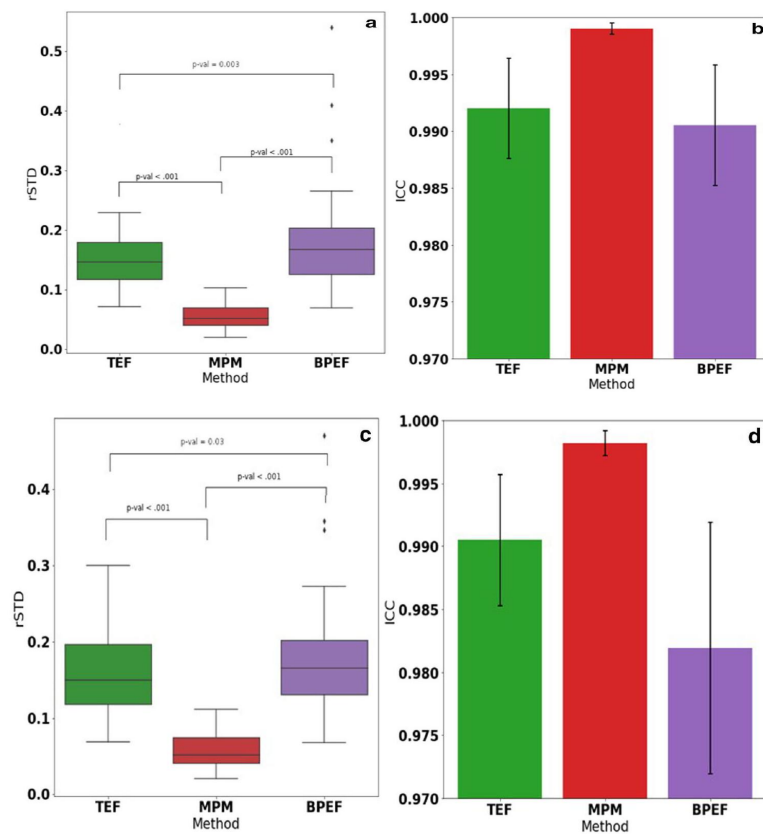 a
0.5
0.4
0.3
0.2
0.1
0.0
rSTD
p-val = 0.003
p-val < .001
p-val < .001
TEF MPM BPEF
Method
b
1.000
0.995
0.990
0.985
0.980
0.975
0.970
ICC
TEF MPM BPEF
Method
c
0.4
0.3
0.2
0.1
0.0
rSTD
p-val = 0.03
p-val < .001
p-val < .001
TEF MPM BPEF
Method
d
1.000
0.995
0.990
0.985
0.980
0.975
0.970
ICC
TEF MPM BPEF
Method